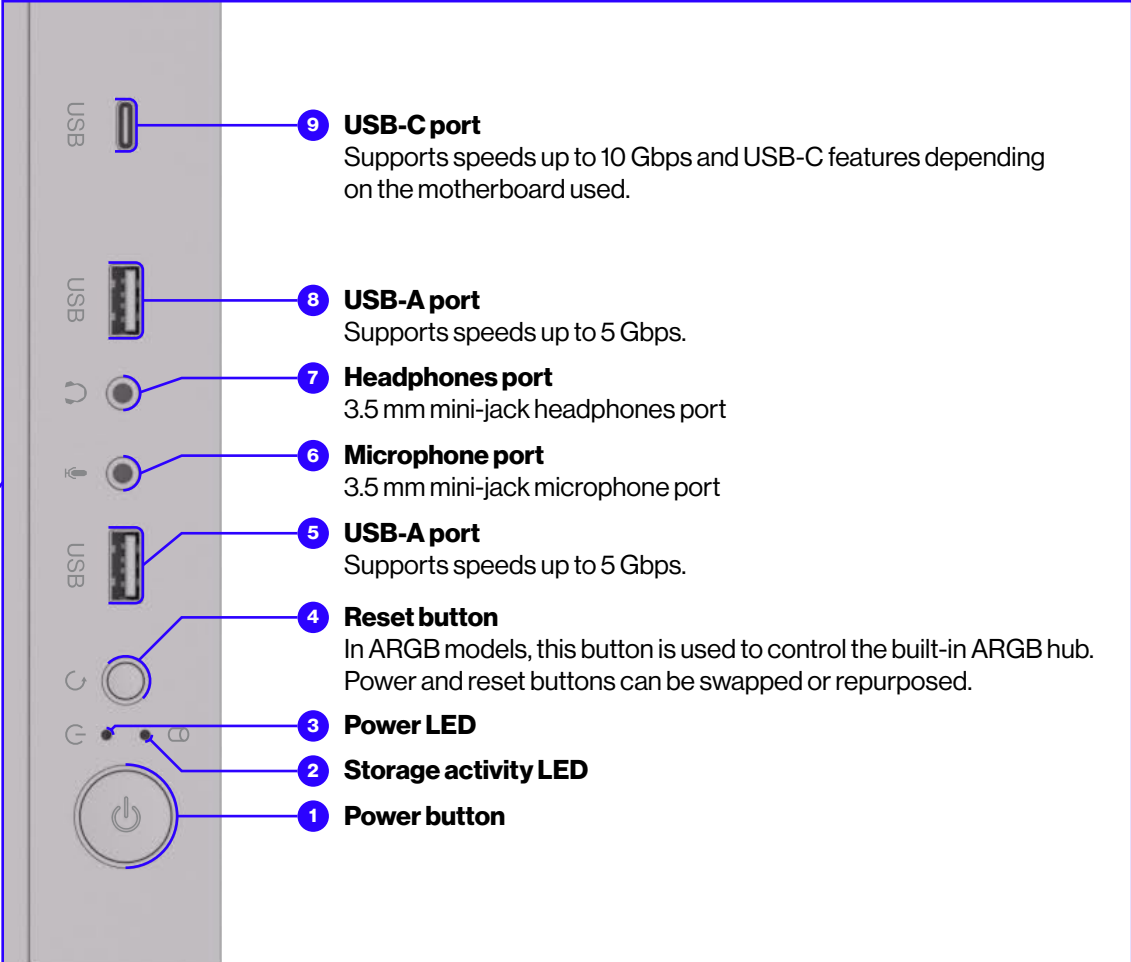 USB
9 USB-C port
Supports speeds up to 10 Gbps and USB-C features depending
on the motherboard used.
USB
8 USB-A port
Supports speeds up to 5 Gbps.
7 Headphones port
3.5 mm mini-jack headphones port
6 Microphone port
3.5 mm mini-jack microphone port
USB
5 USB-A port
Supports speeds up to 5 Gbps.
4 Reset button
In ARGB models, this button is used to control the built-in ARGB hub.
Power and reset buttons can be swapped or repurposed.
3 Power LED
2 Storage activity LED
1 Power button